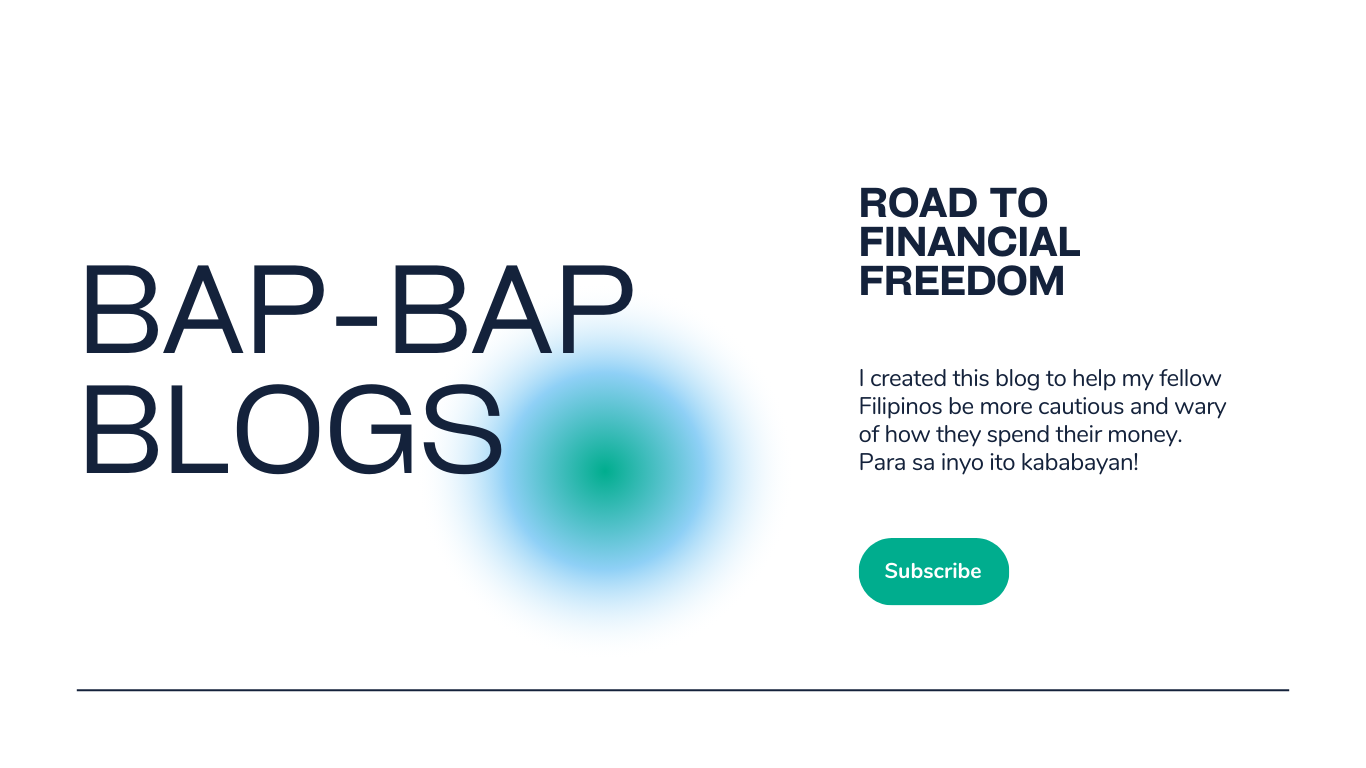 BAP-BAP
BLOGS
ROAD TO
FINANCIAL
FREEDOM
I created this blog to help my fellow
Filipinos be more cautious and wary
of how they spend their money.
Para sa inyo ito kababayan!
Subscribe